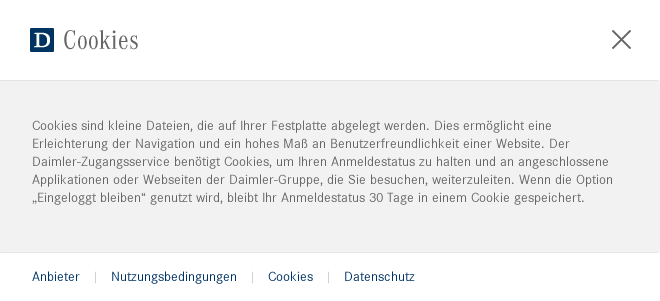 D Cookies
Cookies sind kleine Dateien, die auf Ihrer Festplatte abgelegt werden. Dies ermöglicht eine
Erleichterung der Navigation und ein hohes Maß an Benutzerfreundlichkeit einer Website. Der
Daimler-Zugangsservice benötigt Cookies, um Ihren Anmeldestatus zu halten und an angeschlossene
Applikationen oder Webseiten der Daimler-Gruppe, die Sie besuchen, weiterzuleiten. Wenn die Option
„Eingeloggt bleiben“ genutzt wird, bleibt Ihr Anmeldestatus 30 Tage in einem Cookie gespeichert.
Anbieter | Nutzungsbedingungen | Cookies | Datenschutz